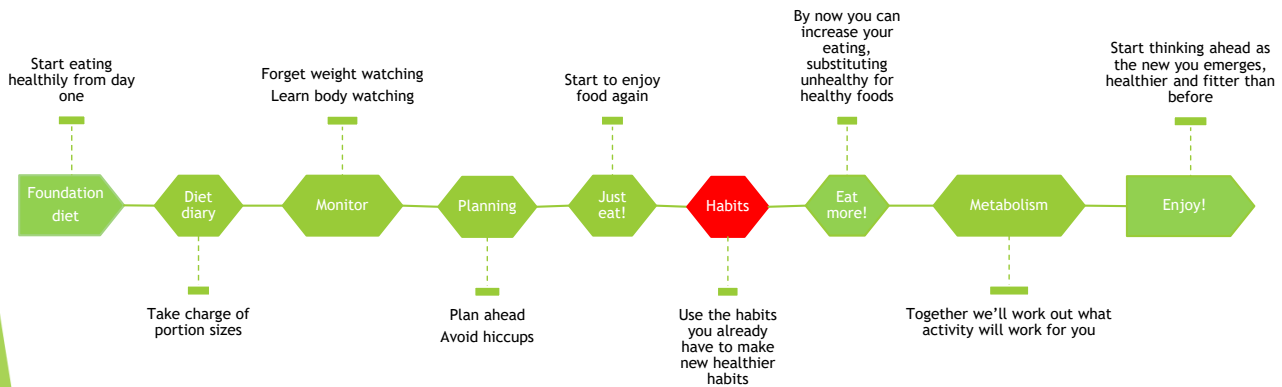 Start eating
healthily from day
one
Forget weight watching
Learn body watching
Start to enjoy
food again
By now you can
increase your
eating,
substituting
unhealthy for
healthy foods
Start thinking ahead as
the new you emerges,
healthier and fitter than
before
Foundation
diet
Diet
diary
Monitor
Planning
Just
eat!
Habits
Eat
more!
Metabolism
Enjoy!
Take charge of
portion sizes
Plan ahead
Avoid hiccups
Use the habits
you already
have to make
new healthier
habits
Together we’ll work out what
activity will work for you